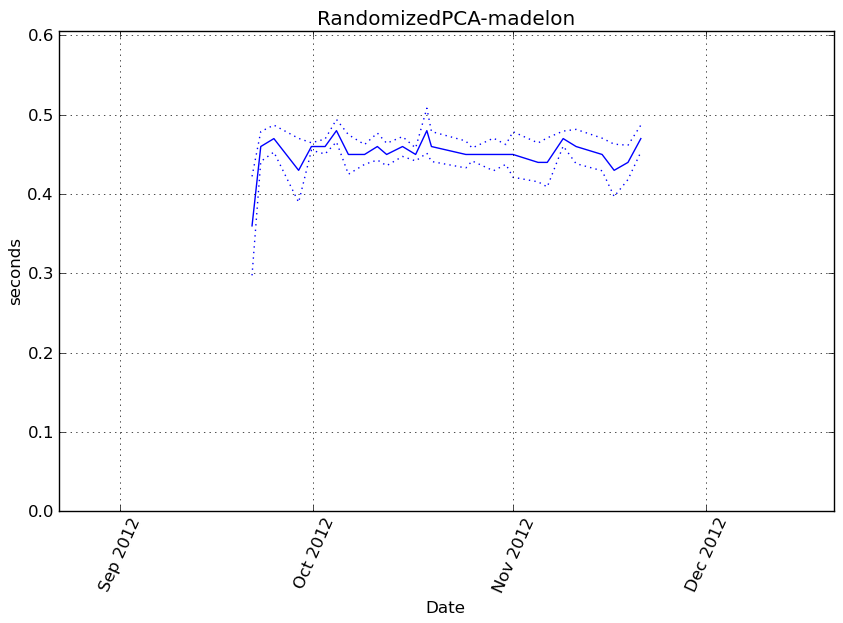 RandomizedPCA-madelon
0.6
0.5
0.4
0.3
0.2
0.1
0.0
seconds
Sep 2012
Oct 2012
Nov 2012
Dec 2012
Date